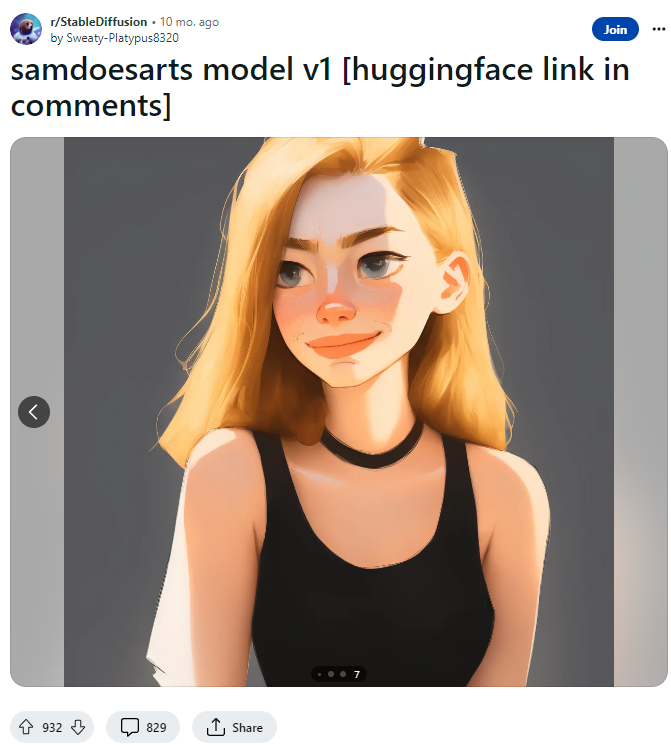 r/StableDiffusion • 10 mo. ago
by Sweaty-Platypus8320
Join
samdoesarts model v1 [huggingface link in
comments]
7
932
829
Share